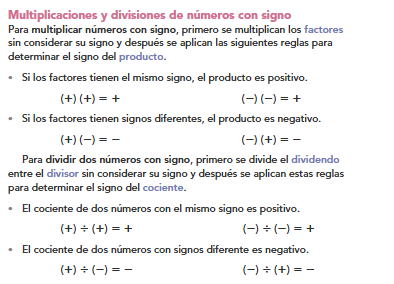 Multiplicaciones y divisiones de números con signo
Para multiplicar números con signo, primero se multiplican los factores
sin considerar su signo y después se aplican las siguientes reglas para
determinar el signo del producto.
• Si los factores tienen el mismo signo, el producto es positivo.
(+) (+) = + (−) (−) = +
• Si los factores tienen signos diferentes, el producto es negativo.
(+) (−) = − (−) (+) = −
Para dividir dos números con signo, primero se divide el dividendo
entre el divisor sin considerar su signo y después se aplican estas reglas
para determinar el signo del cociente.
• El cociente de dos números con el mismo signo es positivo.
(+) ÷ (+) = + (−) ÷ (−) = +
• El cociente de dos números con signos diferente es negativo.
(+) ÷ (−) = − (−) ÷ (+) = −